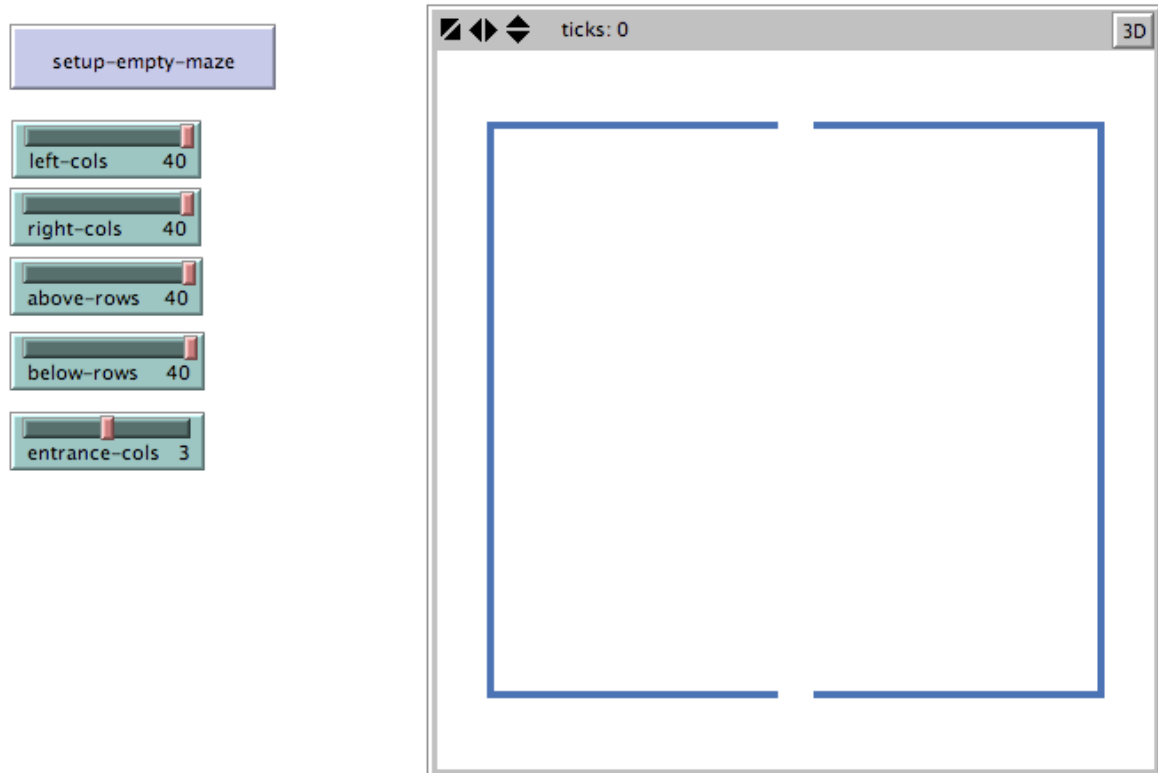 setup-empty-maze
left-cols 40
right-cols 40
above-rows 40
below-rows 40
entrance-cols 3
ticks: 0
3D